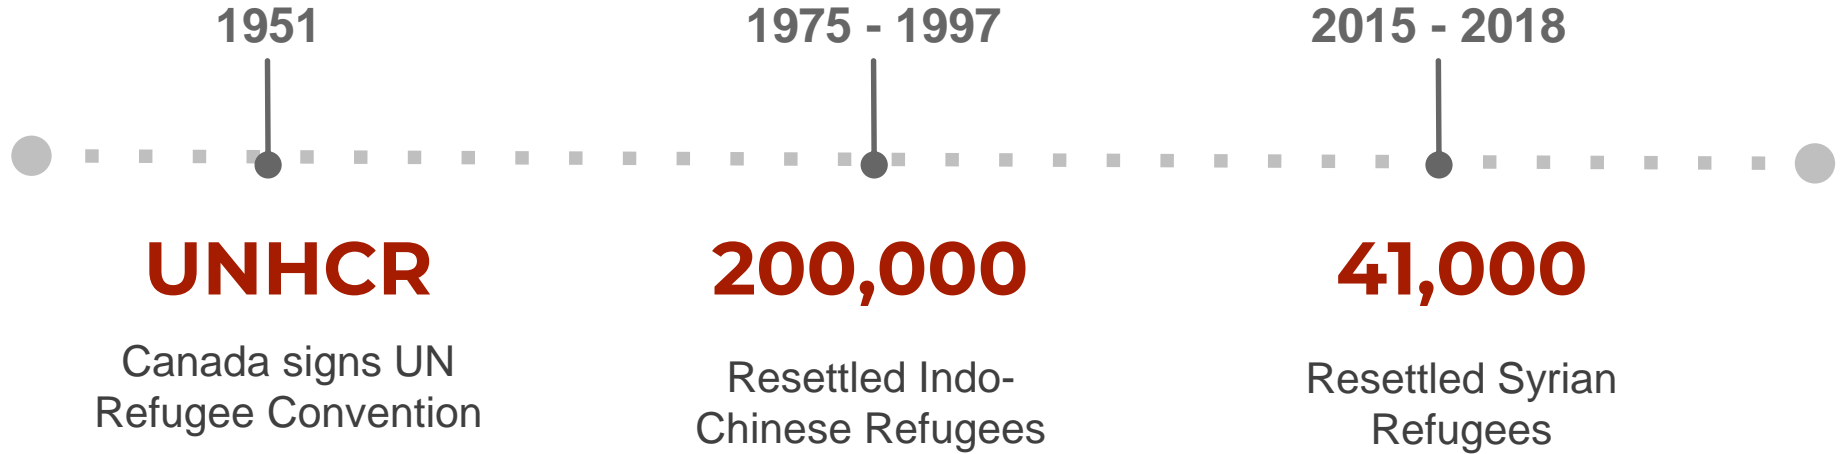 1951
UNHCR
Canada signs UN
Refugee Convention
1975 - 1997
200,000
Resettled Indo-
Chinese Refugees
2015 - 2018
41,000
Resettled Syrian
Refugees